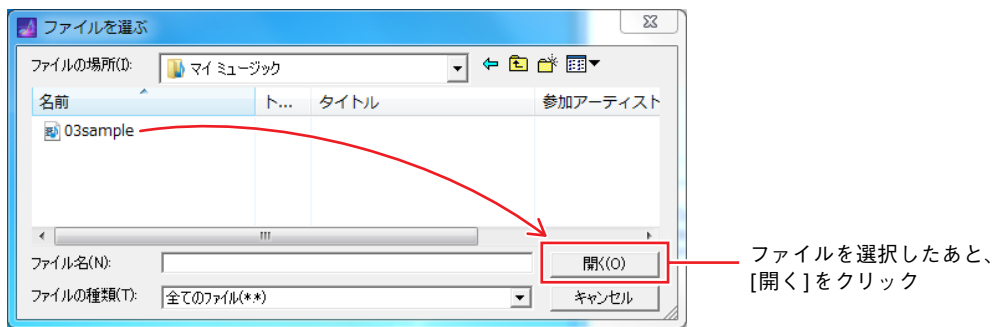 ファイルを選ぶ
ファイルの場所(I):
マイ ミュージック
名前
ト...
タイトル
参加アーティスト
03sample
ファイル名(N):
開く(O)
ファイルの種類(T):
全てのファイル(*.*)
キャンセル
ファイルを選択したあと、
[開く]をクリック